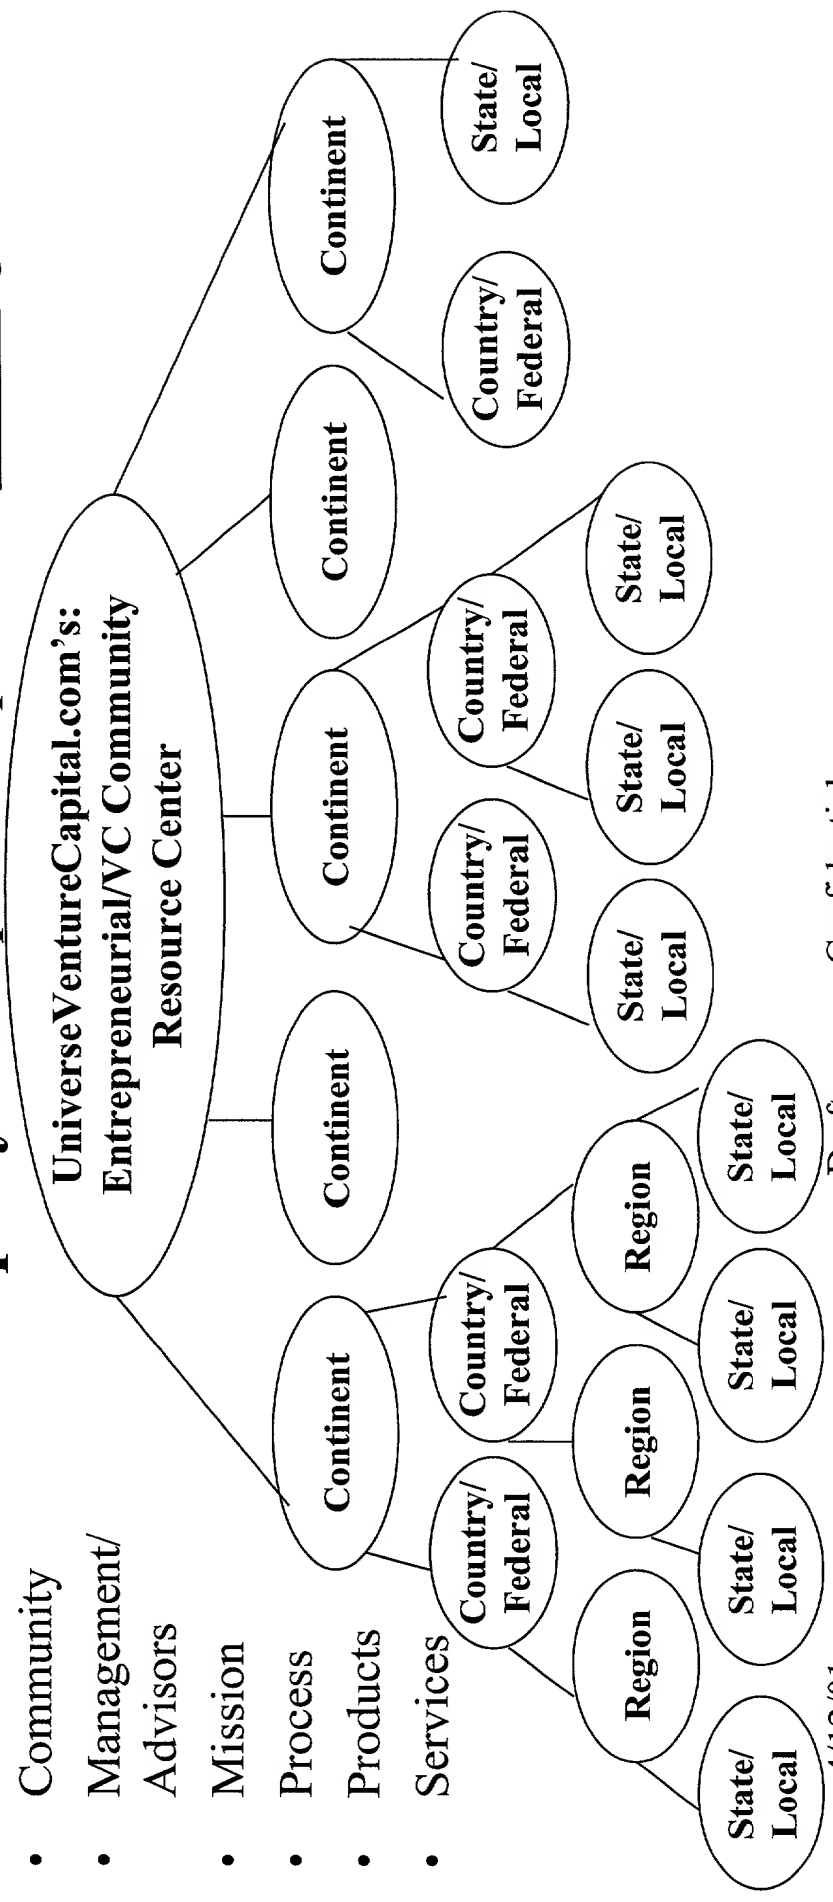 • Community
• Management/
Advisors
• Mission
• Process
• Products
• Services
UniverseVentureCapital.com's:
Entrepreneurial/VC Community
Resource Center
Continent
Continent
Continent
Continent
Continent
Country/
Federal
Country/
Federal
Country/
Federal
Country/
Federal
Country/
Federal
State/
Local
Region
Region
Region
State/
Local
State/
Local
State/
Local
State/
Local
State/
Local
State/
Local
State/
Local